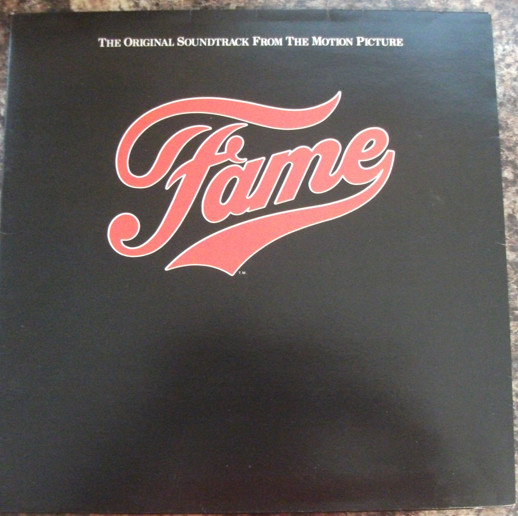 THE ORIGINAL SOUNDTRACK FROM THE MOTION PICTURE
Fame